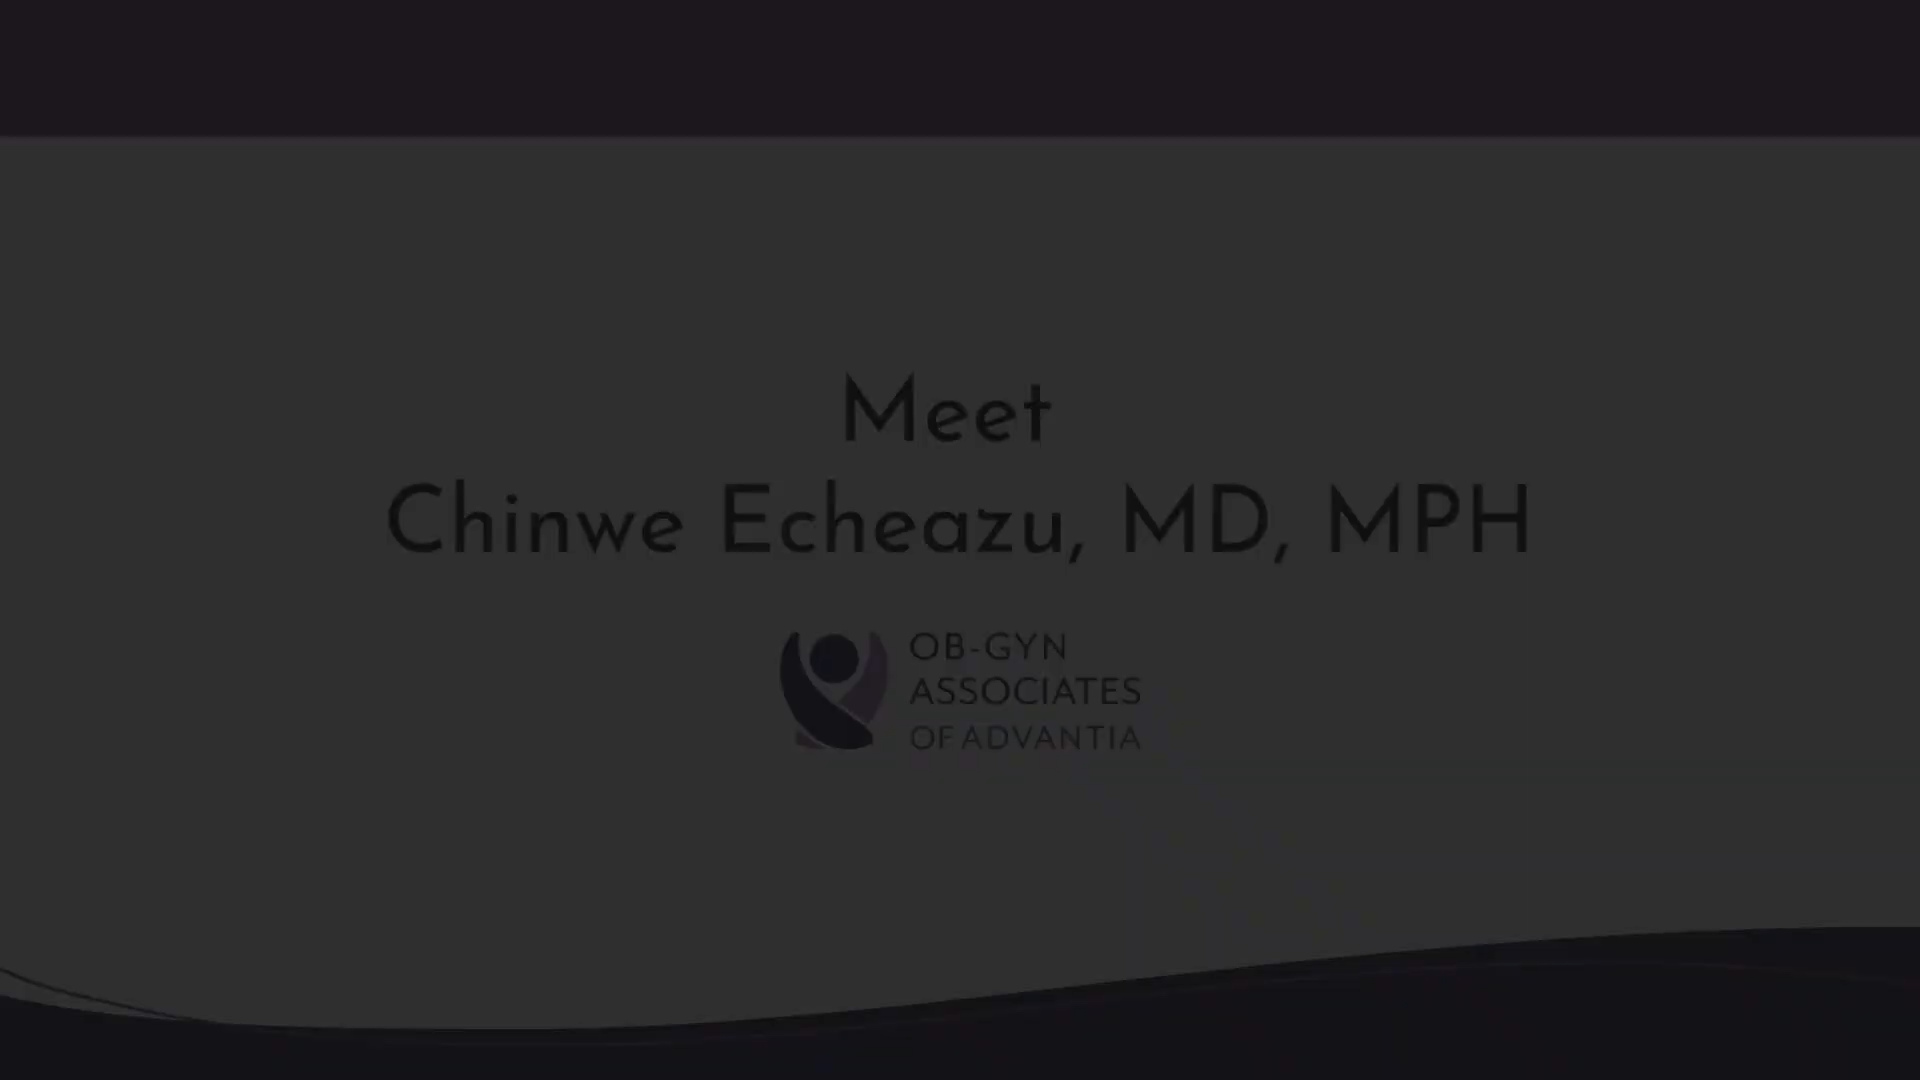 Meet
Chinwe Echeazu, MD, MPH
OB-GYN
ASSOCIATES
OF ADVANTIA